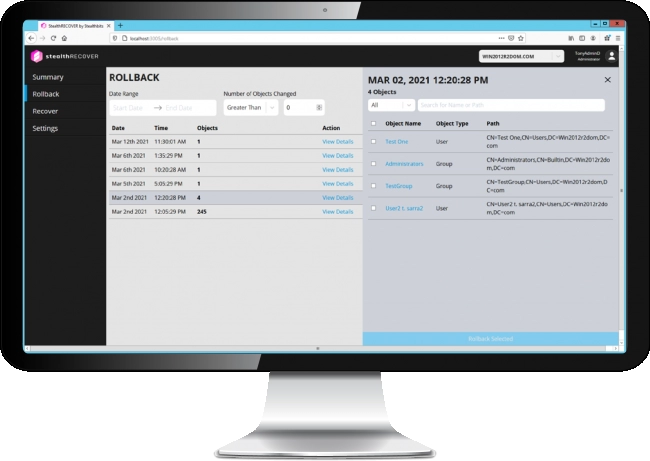 StealthRECOVER by Stealthbits
localhost:5005/rollback
stealthRECOVER
WIN2012R2DOM.COM
TonyAdminD
Administrator
Summary
Rollback
Recover
Settings
ROLLBACK
Date Range
Number of Objects Changed
Start Date
End Date
Greater Than
0
Date Time Objects Action
Mar 12th 2021 11:30:01 AM 1 View Details
Mar 6th 2021 1:35:29 PM 1 View Details
Mar 6th 2021 10:20:28 AM 1 View Details
Mar 5th 2021 5:05:29 PM 1 View Details
Mar 2nd 2021 12:20:28 PM 4 View Details
Mar 2nd 2021 12:05:29 PM 245 View Details
MAR 02, 2021 12:20:28 PM
4 Objects
All
Search for Name or Path
Object Name Object Type Path
Test One User CN=Test One,CN=Users,DC=Win2012r2dom,DC=
com
Administrators Group CN=Administrators,CN=Builtin,DC=Win2012r2do
m,DC=com
TestGroup Group CN=TestGroup,CN=Users,DC=Win2012r2dom,D
C=com
User2 t. sarra2 User CN=User2 t. sarra2,CN=Users,DC=Win2012r2do
m,DC=com
Rollback Selected